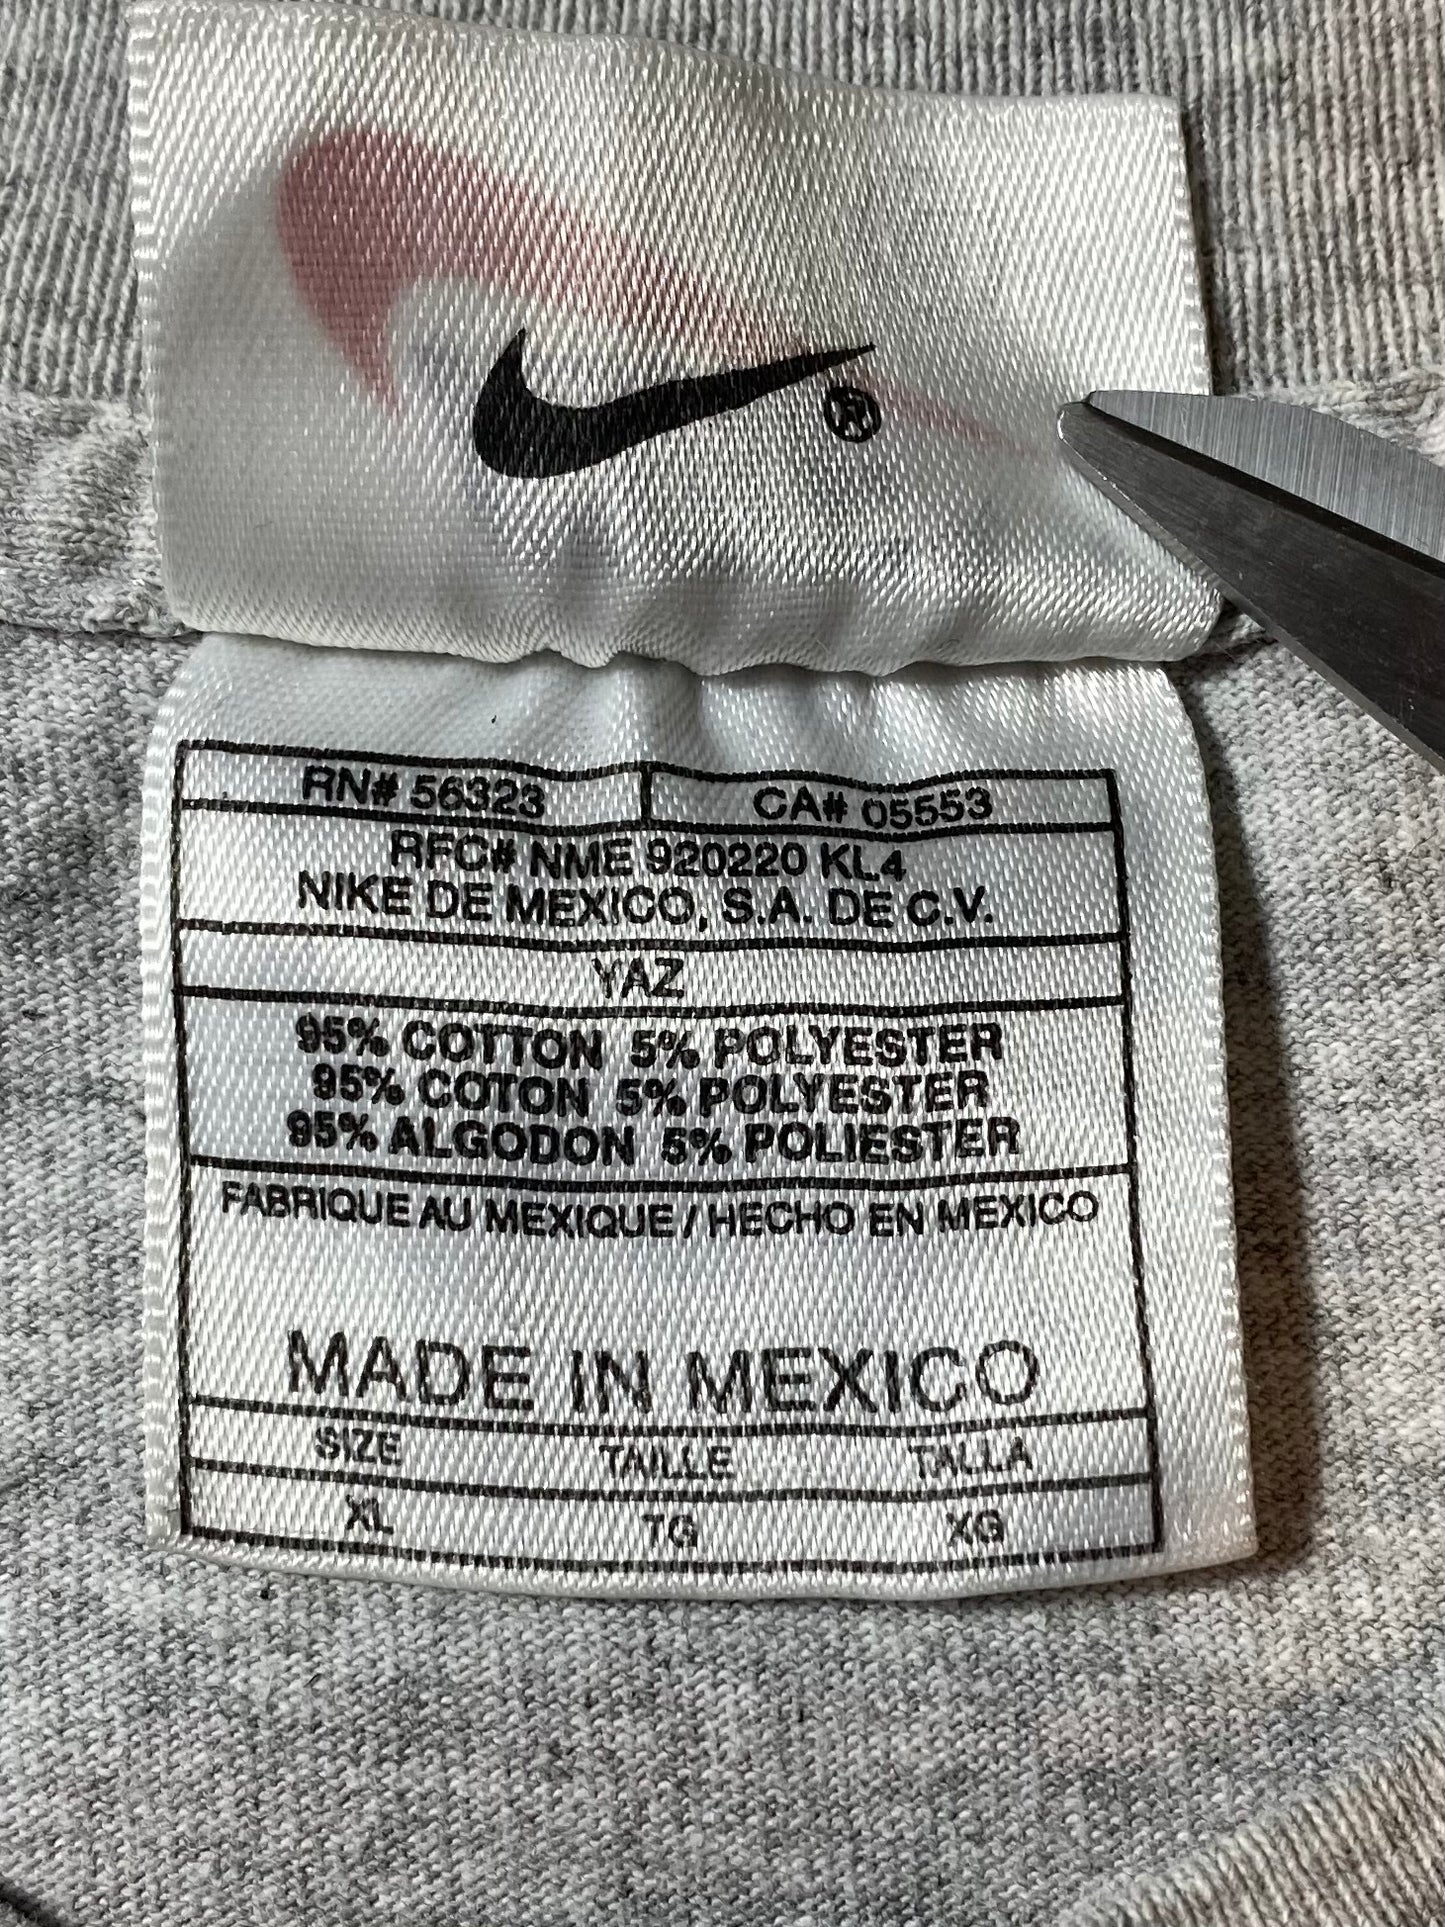 ®
RN# 56323 CA# 05553
RFC# NME 920220 KL4
NIKE DE MEXICO, S.A. DE C.V.
YAZ
95% COTTON 5% POLYESTER
95% COTON 5% POLYESTER
95% ALGODON 5% POLIESTER
FABRIQUE AU MEXIQUE / HECHO EN MEXICO
MADE IN MEXICO
SIZE TAILLE TALLA
XL TG XG